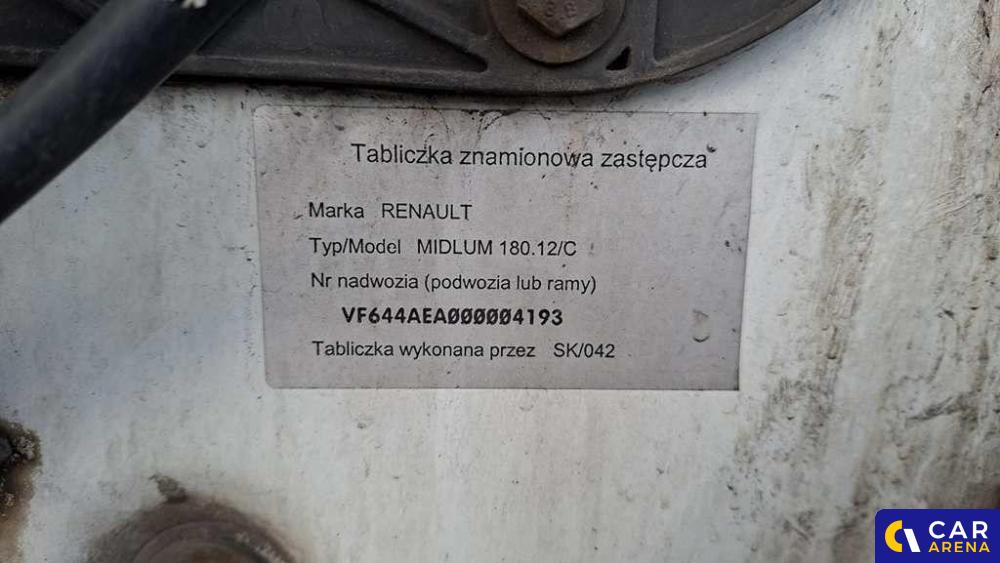 Tabliczka znamionowa zastępcza
Marka RENAULT
Typ/Model MIDLUM 180.12/C
Nr nadwozia (podwozia lub ramy)
VF644AEA000004193
Tabliczka wykonana przez SK/042
CAR
ARENA